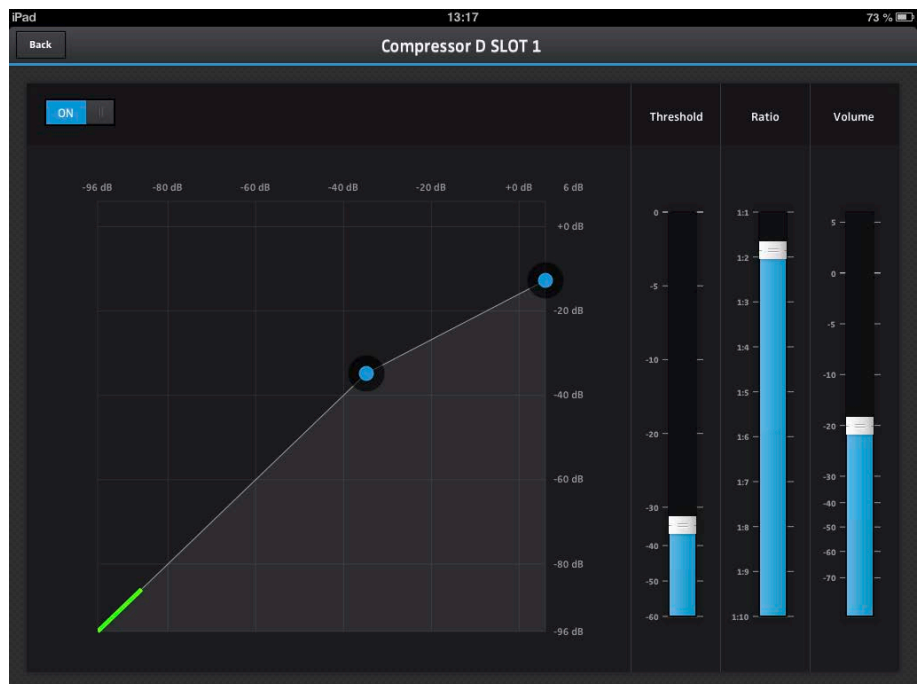 iPad 13:17 73 %
Back Compressor D SLOT 1
ON Threshold Ratio Volume
-96 dB -80 dB -60 dB -40 dB -20 dB +0 dB 6 dB
+0 dB
-20 dB
-40 dB
-60 dB
-80 dB
-96 dB
0
-5
-10
-20
-30
-40
-50
-60
1:1
1:2
1:3
1:4
1:5
1:6
1:7
1:8
1:9
1:10
5
0
-5
-10
-20
-30
-40
-50
-60
-70